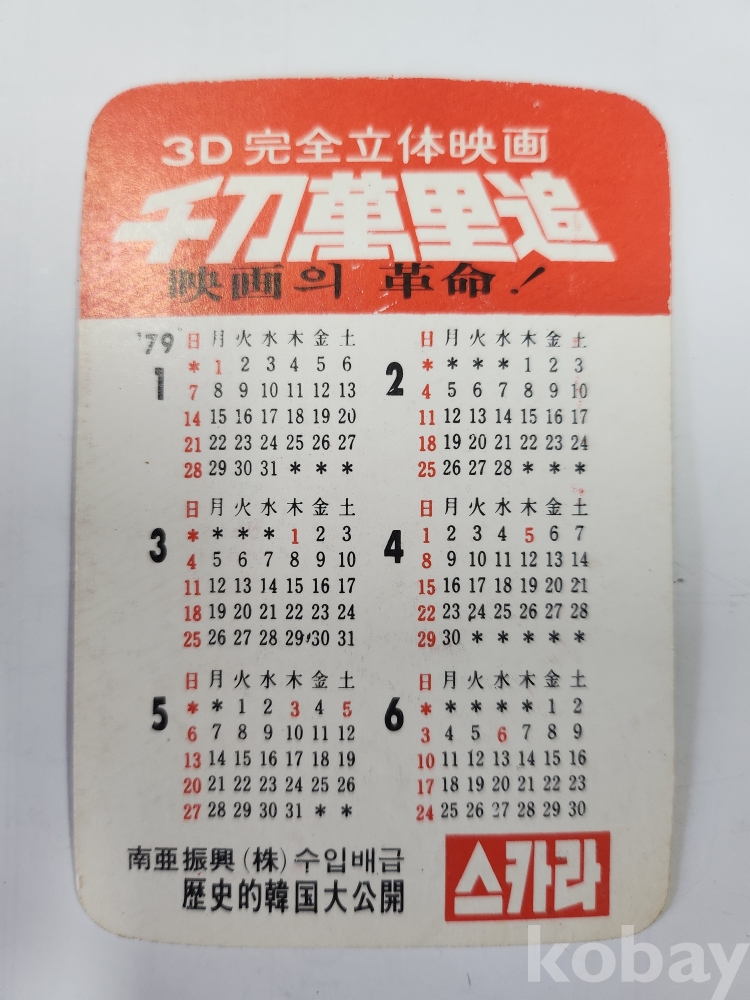 3D 完全立体映画
千刀萬里追
映画의 革命!
'79
1
日 月 火 水 木 金 土
* 1 2 3 4 5 6
7 8 9 10 11 12 13
14 15 16 17 18 19 20
21 22 23 24 25 26 27
28 29 30 31 * * *
2
日 月 火 水 木 金 土
* * * * 1 2 3
4 5 6 7 8 9 10
11 12 13 14 15 16 17
18 19 20 21 22 23 24
25 26 27 28 * * *
3
日 月 火 水 木 金 土
* * * * 1 2 3
4 5 6 7 8 9 10
11 12 13 14 15 16 17
18 19 20 21 22 23 24
25 26 27 28 29 30 31
4
日 月 火 水 木 金 土
1 2 3 4 5 6 7
8 9 10 11 12 13 14
15 16 17 18 19 20 21
22 23 24 25 26 27 28
29 30 * * * * *
5
日 月 火 水 木 金 土
* * 1 2 3 4 5
6 7 8 9 10 11 12
13 14 15 16 17 18 19
20 21 22 23 24 25 26
27 28 29 30 31 * *
6
日 月 火 水 木 金 土
* * * * * 1 2
3 4 5 6 7 8 9
10 11 12 13 14 15 16
17 18 19 20 21 22 23
24 25 26 27 28 29 30
南亜振興(株)수입배급
歷史的韓国大公開
스카라
kobay